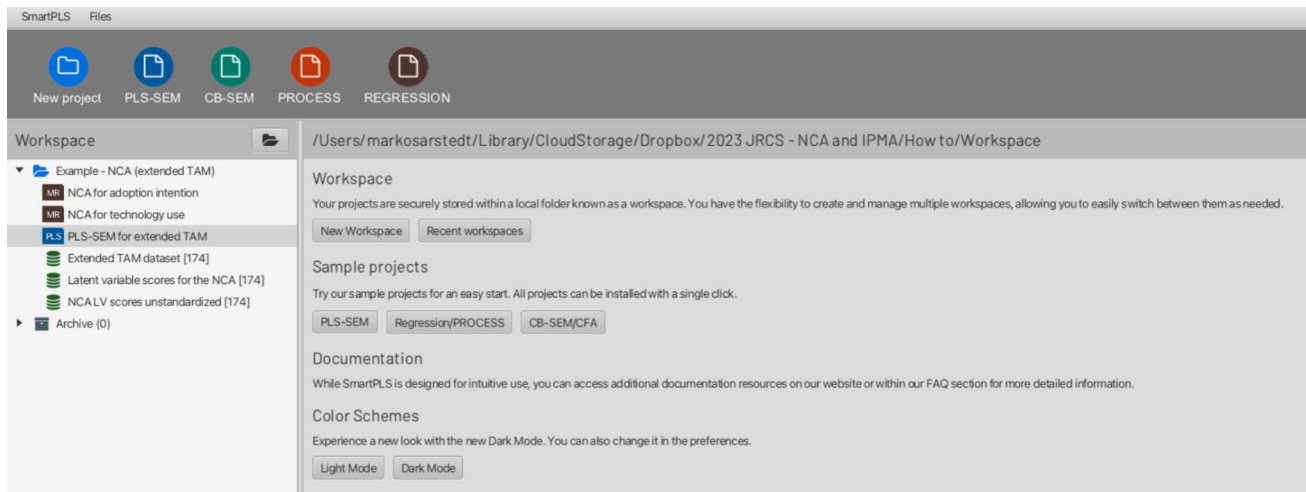 SmartPLS Files
New project PLS-SEM CB-SEM PROCESS REGRESSION
Workspace
Example - NCA (extended TAM)
MR NCA for adoption intention
MR NCA for technology use
PLS PLS-SEM for extended TAM
Extended TAM dataset [174]
Latent variable scores for the NCA [174]
NCA LV scores unstandardized [174]
Archive (0)
/Users/markosarstedt/Library/CloudStorage/Dropbox/2023 JRCS - NCA and IPMA/How to/Workspace
Workspace
Your projects are securely stored within a local folder known as a workspace. You have the flexibility to create and manage multiple workspaces, allowing you to easily switch between them as needed.
New Workspace Recent workspaces
Sample projects
Try our sample projects for an easy start. All projects can be installed with a single click.
PLS-SEM Regression/PROCESS CB-SEM/CFA
Documentation
While SmartPLS is designed for intuitive use, you can access additional documentation resources on our website or within our FAQ section for more detailed information.
Color Schemes
Experience a new look with the new Dark Mode. You can also change it in the preferences.
Light Mode Dark Mode